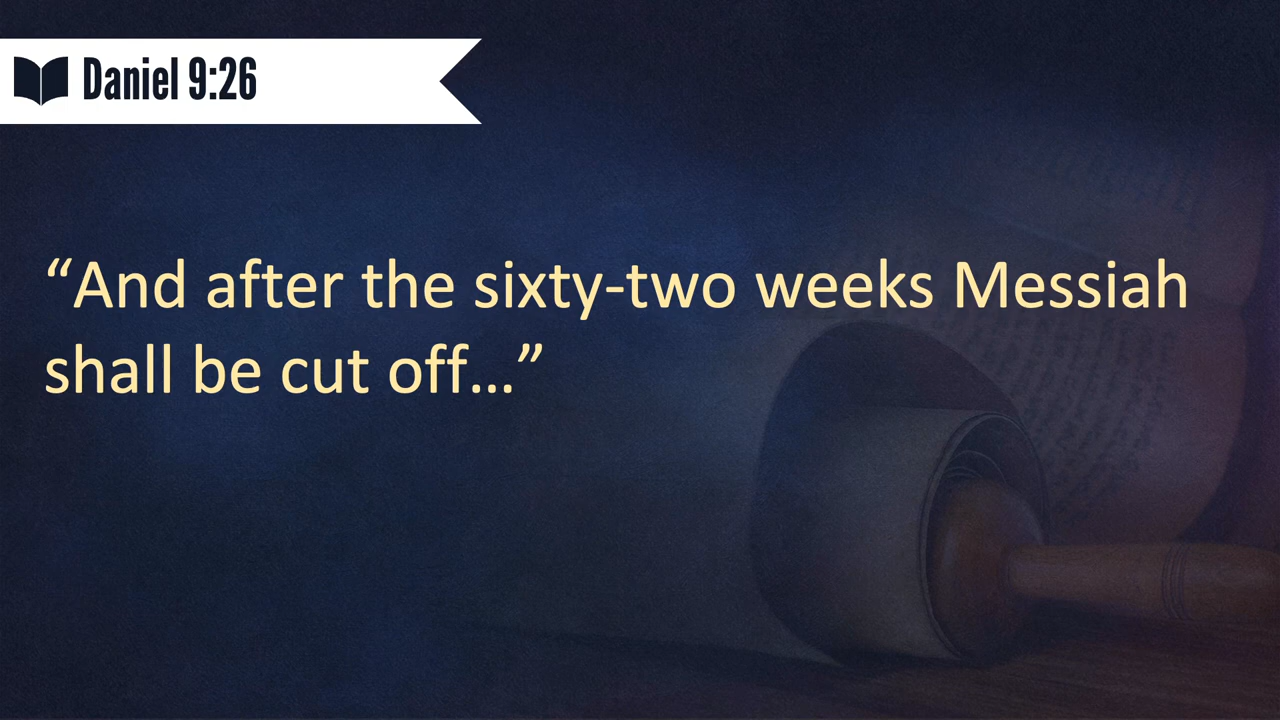 Daniel 9:26
“And after the sixty-two weeks Messiah
shall be cut off…”